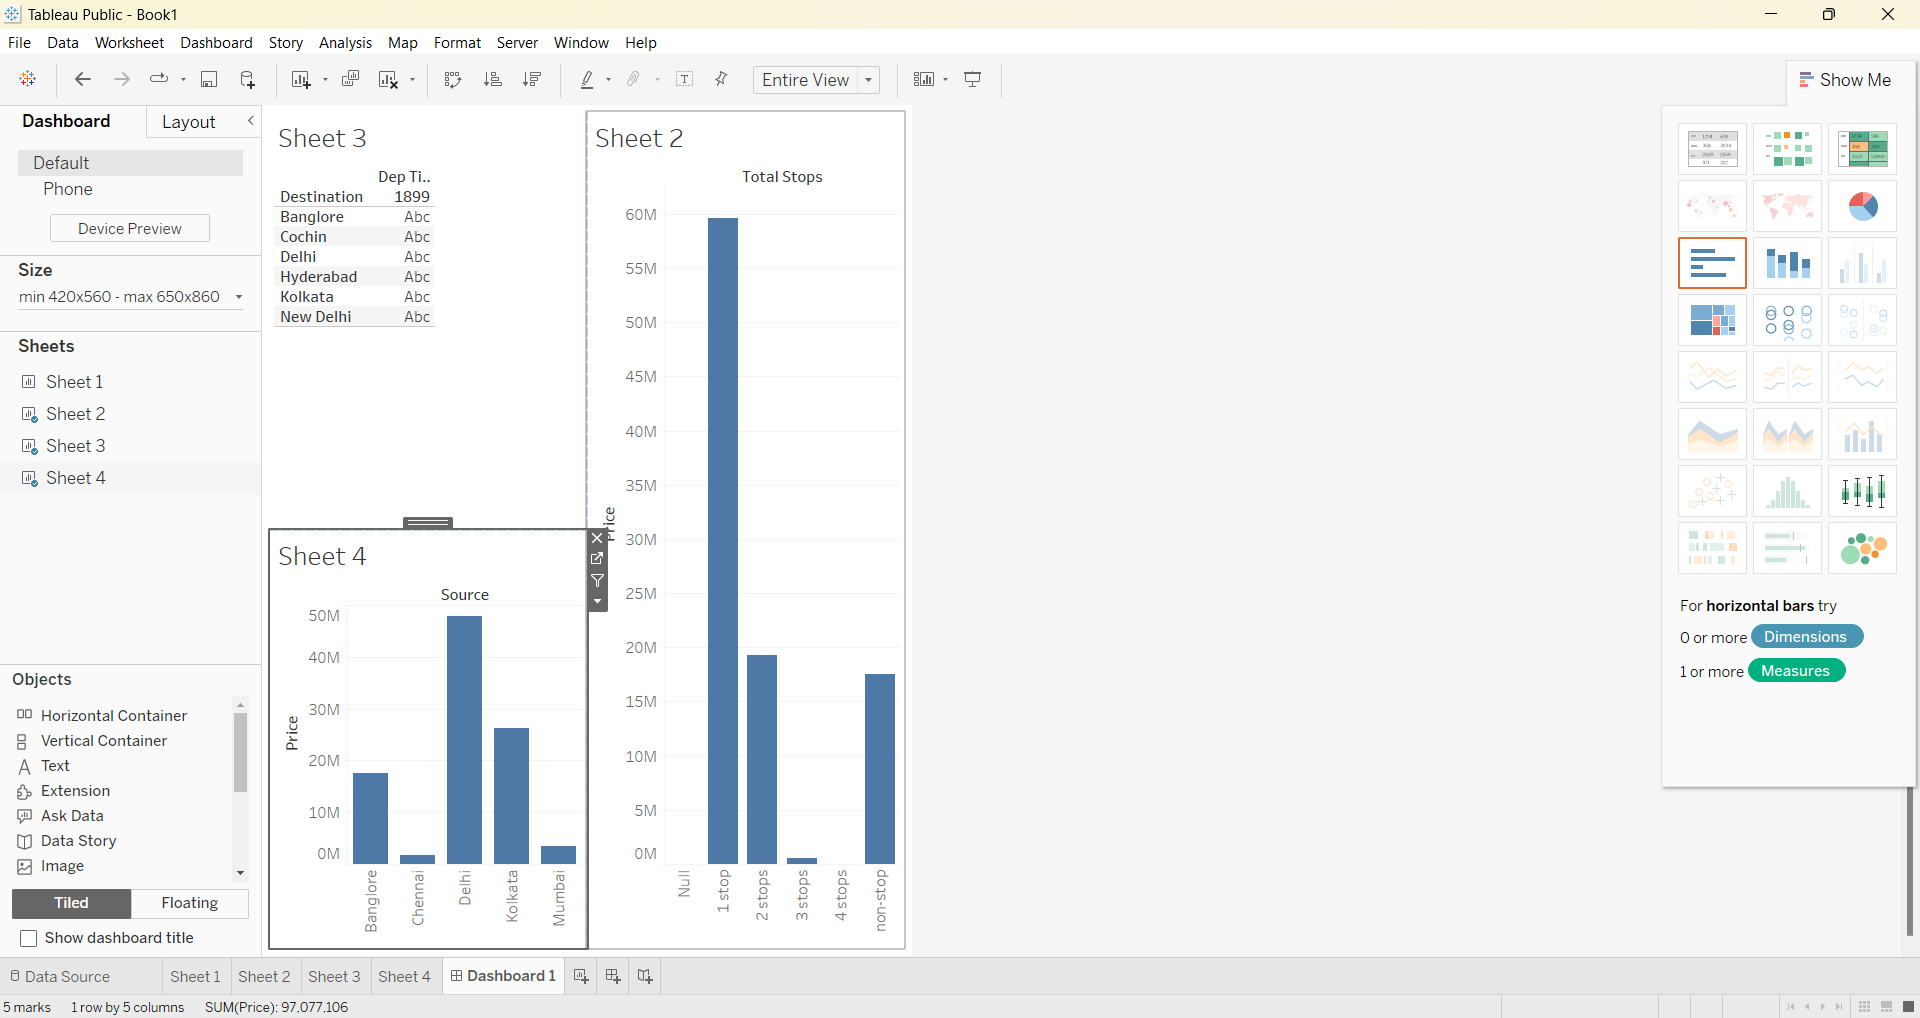 Tableau Public - Book1
File Data Worksheet Dashboard Story Analysis Map Format Server Window Help
Entire View
Show Me
Dashboard Layout
Default
Phone
Device Preview
Size
min 420x560 - max 650x860
Sheets
Sheet 1
Sheet 2
Sheet 3
Sheet 4
Objects
Horizontal Container
Vertical Container
Text
Extension
Ask Data
Data Story
Image
Tiled Floating
Show dashboard title
Sheet 3
Dep Ti..
Destination 1899
Banglore Abc
Cochin Abc
Delhi Abc
Hyderabad Abc
Kolkata Abc
New Delhi Abc
Sheet 4
Source
50M
40M
30M
20M
10M
0M
Price
Banglore
Chennai
Delhi
Kolkata
Mumbai
Sheet 2
Total Stops
60M
55M
50M
45M
40M
35M
30M
25M
20M
15M
10M
5M
0M
Price
Null
1 stop
2 stops
3 stops
4 stops
non-stop
For horizontal bars try
0 or more Dimensions
1 or more Measures
Data Source Sheet 1 Sheet 2 Sheet 3 Sheet 4 Dashboard 1
5 marks 1 row by 5 columns SUM(Price): 97,077,106